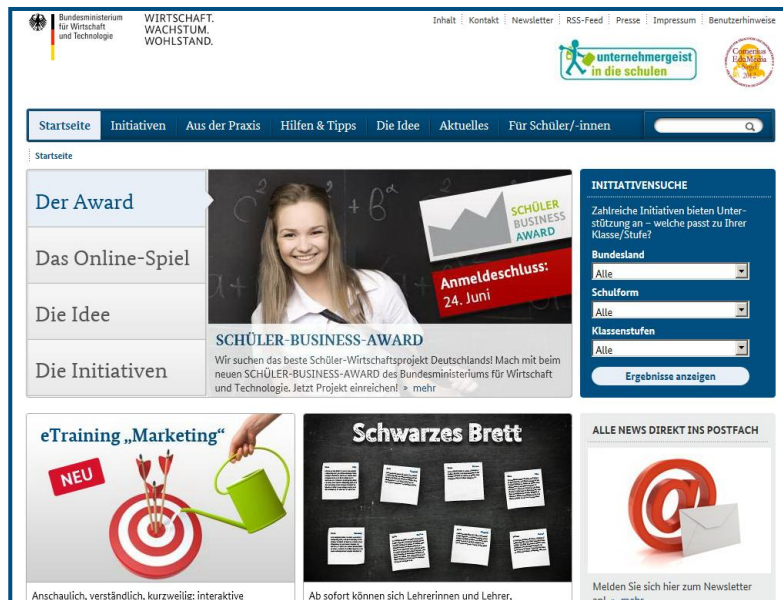 Bundesministerium
für Wirtschaft
und Technologie
WIRTSCHAFT.
WACHSTUM.
WOHLSTAND.
Inhalt Kontakt Newsletter RSS-Feed Presse Impressum Benutzerhinweise
unternehmergeist
in die schulen
Comenius
EduMedia
2012
Startseite Initiativen Aus der Praxis Hilfen & Tipps Die Idee Aktuelles Für Schüler/-innen
Startseite
Der Award
Das Online-Spiel
Die Idee
Die Initiativen
SCHÜLER
BUSINESS
AWARD
Anmeldeschluss:
24. Juni
SCHÜLER-BUSINESS-AWARD
Wir suchen das beste Schüler-Wirtschaftsprojekt Deutschlands! Mach mit beim
neuen SCHÜLER-BUSINESS-AWARD des Bundesministeriums für Wirtschaft
und Technologie. Jetzt Projekt einreichen! » mehr
INITIATIVENSUCHE
Zahlreiche Initiativen bieten Unter-
stützung an – welche passt zu Ihrer
Klasse/Stufe?
Bundesland
Alle
Schulform
Alle
Klassenstufen
Alle
Ergebnisse anzeigen
eTraining „Marketing“
NEU
Anschaulich, verständlich, kurzweilig: interaktive
Schwarzes Brett
Ab sofort können sich Lehrerinnen und Lehrer,
ALLE NEWS DIREKT INS POSTFACH
@
Melden Sie sich hier zum Newsletter
an! » mehr